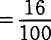 = 16/100